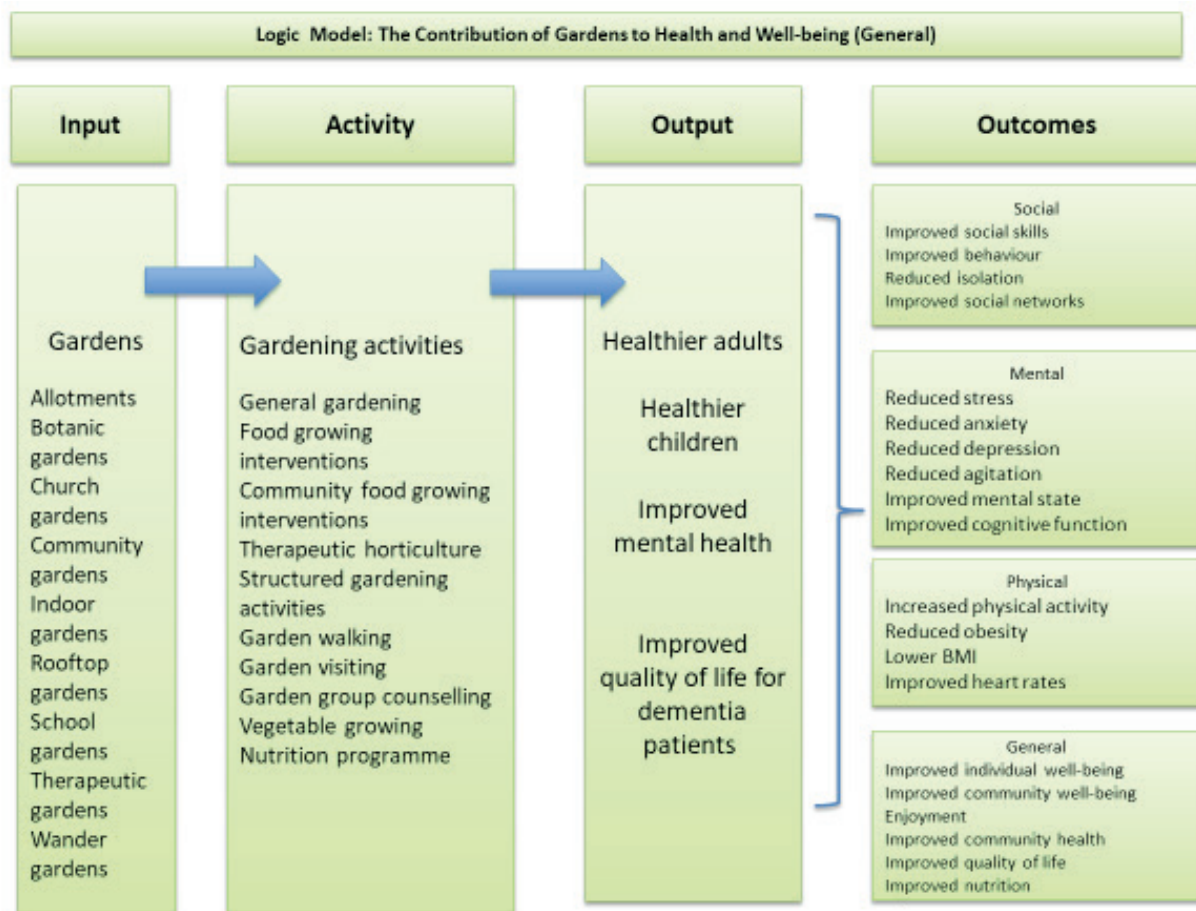 Logic Model: The Contribution of Gardens to Health and Well-being (General)
Input
Activity
Output
Outcomes
Gardens
Allotments
Botanic
gardens
Church
gardens
Community
gardens
Indoor
gardens
Rooftop
gardens
School
gardens
Therapeutic
gardens
Wander
gardens
Gardening activities
General gardening
Food growing
interventions
Community food growing
interventions
Therapeutic horticulture
Structured gardening
activities
Garden walking
Garden visiting
Garden group counselling
Vegetable growing
Nutrition programme
Healthier adults
Healthier
children
Improved
mental health
Improved
quality of life for
dementia
patients
Social
Improved social skills
Improved behaviour
Reduced isolation
Improved social networks
Mental
Reduced stress
Reduced anxiety
Reduced depression
Reduced agitation
Improved mental state
Improved cognitive function
Physical
Increased physical activity
Reduced obesity
Lower BMI
Improved heart rates
General
Improved individual well-being
Improved community well-being
Enjoyment
Improved community health
Improved quality of life
Improved nutrition